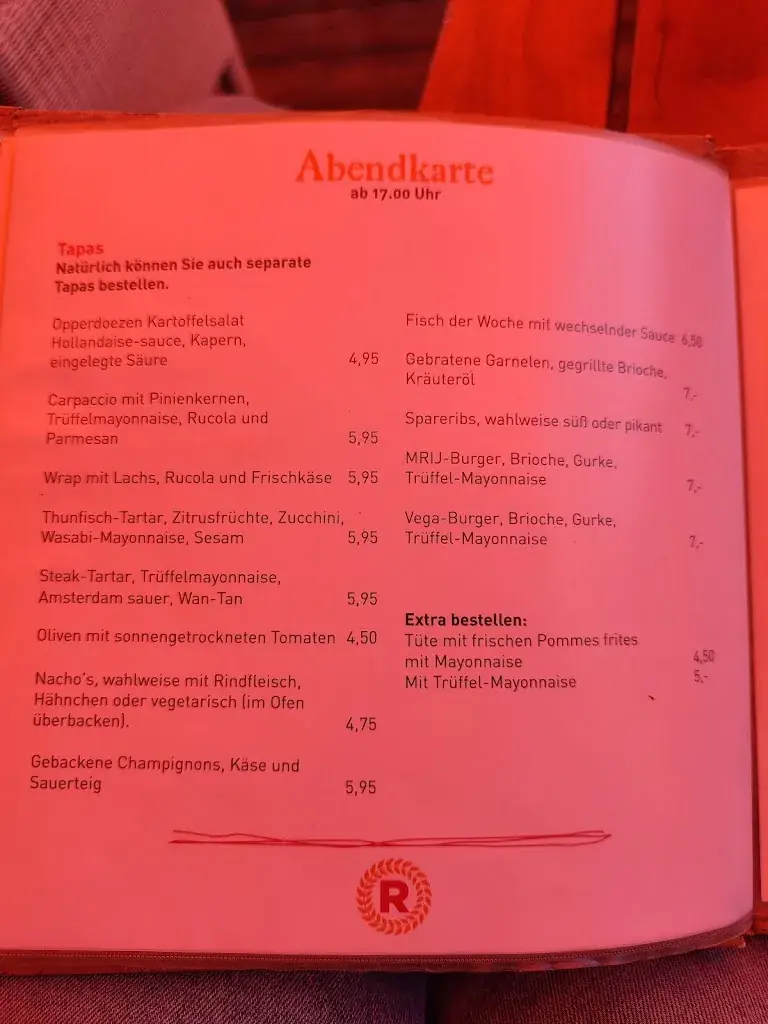 Abendkarte
ab 17.00 Uhr
Tapas
Natürlich können Sie auch separate
Tapas bestellen.
Opperdoezen Kartoffelsalat
Hollandaise-sauce, Kapern,
eingelegte Säure 4,95
Carpaccio mit Pinienkernen,
Trüffelmayonnaise, Rucola und
Parmesan 5,95
Wrap mit Lachs, Rucola und Frischkäse 5,95
Thunfisch-Tartar, Zitrusfrüchte, Zucchini,
Wasabi-Mayonnaise, Sesam 5,95
Steak-Tartar, Trüffelmayonnaise,
Amsterdam sauer, Wan-Tan 5,95
Oliven mit sonnengetrockneten Tomaten 4,50
Nacho's, wahlweise mit Rindfleisch,
Hähnchen oder vegetarisch (im Ofen
überbacken). 4,75
Gebackene Champignons, Käse und
Sauerteig 5,95
Fisch der Woche mit wechselnder Sauce 6,50
Gebratene Garnelen, gegrillte Brioche,
Kräuteröl 7,-
Spareribs, wahlweise süß oder pikant 7,-
MRIJ-Burger, Brioche, Gurke,
Trüffel-Mayonnaise 7,-
Vega-Burger, Brioche, Gurke,
Trüffel-Mayonnaise 7,-
Extra bestellen:
Tüte mit frischen Pommes frites
mit Mayonnaise 4,50
Mit Trüffel-Mayonnaise 5,-
R